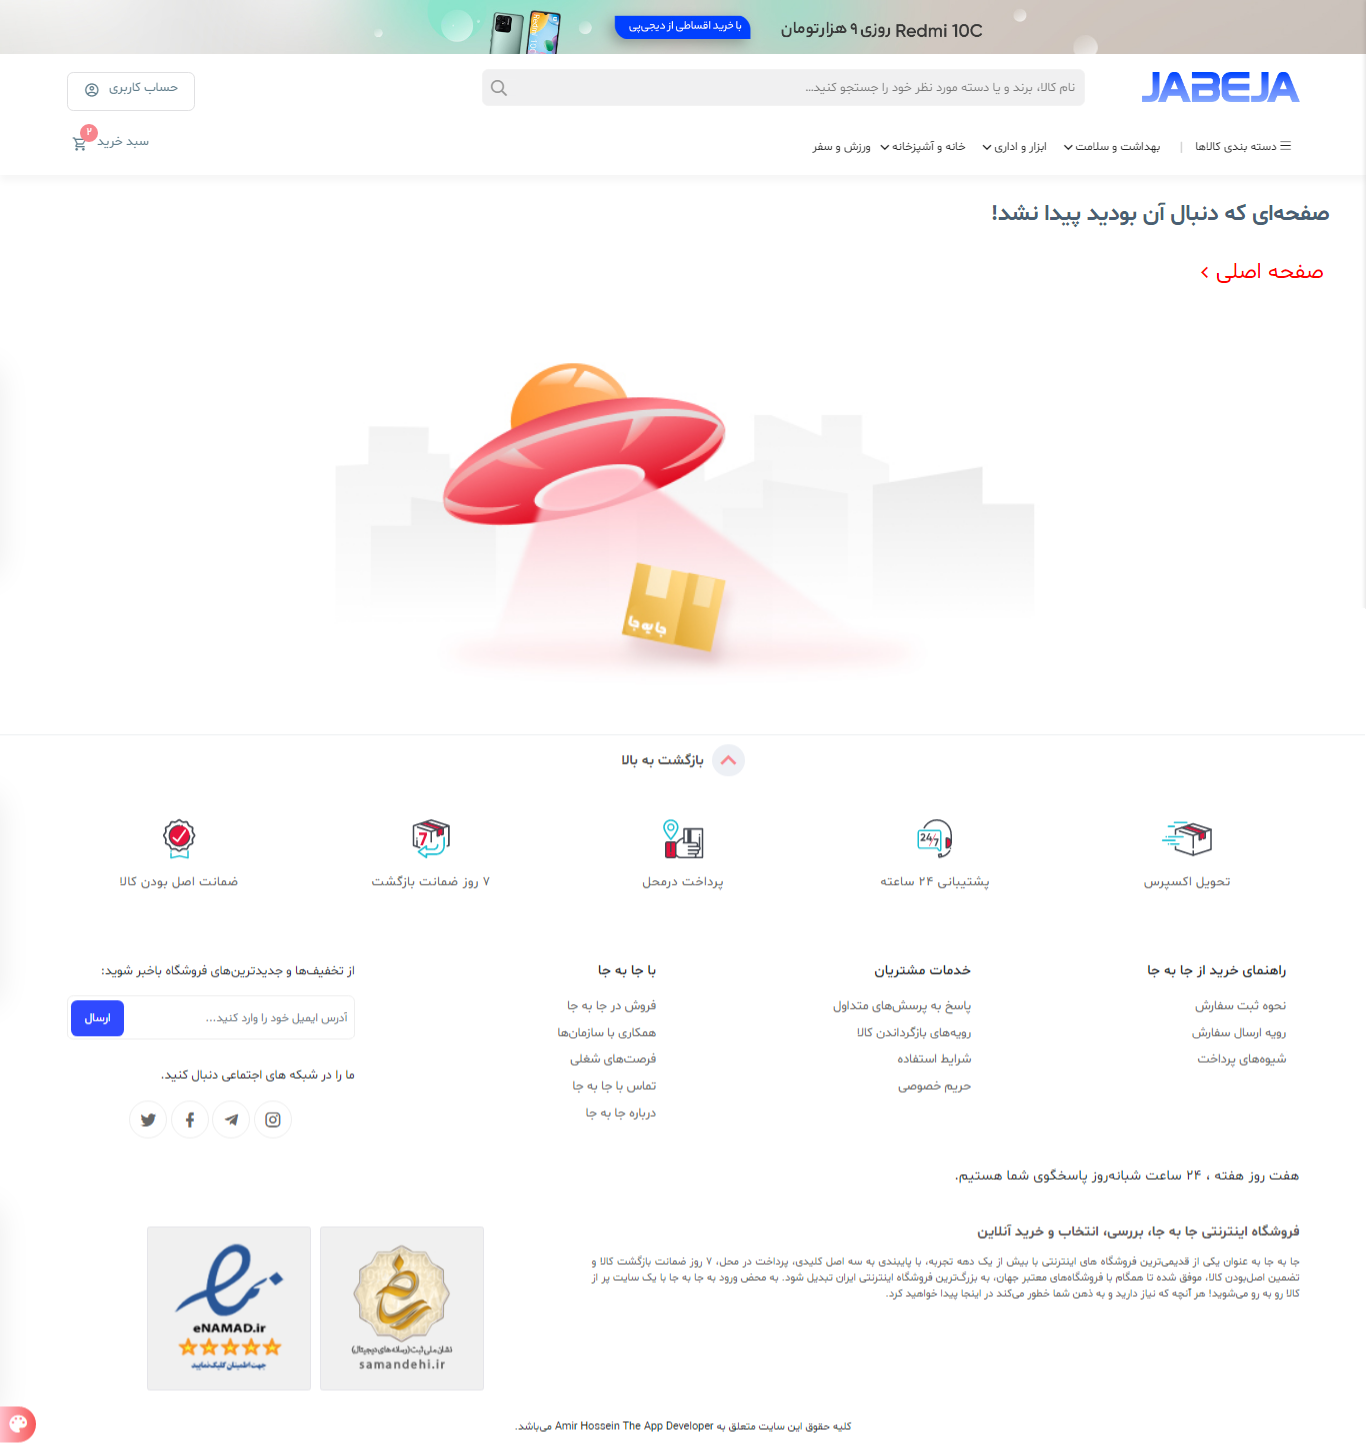 Redmi 10C روزی ۹ هزارتومان
با خرید اقساطی از دیجی‌پی
JABEJA
نام کالا، برند و یا دسته مورد نظر خود را جستجو کنید...
حساب کاربری
دسته بندی کالاها | بهداشت و سلامت ابزار و اداری خانه و آشپزخانه ورزش و سفر
سبد خرید ۲
صفحه‌ای که دنبال آن بودید پیدا نشد!
صفحه اصلی
جا به جا
بازگشت به بالا
24/7
7
تحویل اکسپرس
پشتیبانی ۲۴ ساعته
پرداخت درمحل
۷ روز ضمانت بازگشت
ضمانت اصل بودن کالا
راهنمای خرید از جا به جا
نحوه ثبت سفارش
رویه ارسال سفارش
شیوه‌های پرداخت
خدمات مشتریان
پاسخ به پرسش‌های متداول
رویه‌های بازگرداندن کالا
شرایط استفاده
حریم خصوصی
با جا به جا
فروش در جا به جا
همکاری با سازمان‌ها
فرصت‌های شغلی
تماس با جا به جا
درباره جا به جا
از تخفیف‌ها و جدیدترین‌های فروشگاه باخبر شوید:
آدرس ایمیل خود را وارد کنید...
ارسال
ما را در شبکه های اجتماعی دنبال کنید.
هفت روز هفته ، ۲۴ ساعت شبانه‌روز پاسخگوی شما هستیم.
فروشگاه اینترنتی جا به جا، بررسی، انتخاب و خرید آنلاین
جا به جا به عنوان یکی از قدیمی‌ترین فروشگاه های اینترنتی با بیش از یک دهه تجربه، با پایبندی به سه اصل کلیدی، پرداخت در محل، ۷ روز ضمانت بازگشت کالا و
تضمین اصل‌بودن کالا، موفق شده تا همگام با فروشگاه‌های معتبر جهان، به بزرگ‌ترین فروشگاه اینترنتی ایران تبدیل شود. به محض ورود به جا به جا با یک سایت پر از
کالا رو به رو می‌شوید! هر آنچه که نیاز دارید و به ذهن شما خطور می‌کند در اینجا پیدا خواهید کرد.
نشان ملی ثبت (رسانه‌های دیجیتال)
samandehi.ir
eNAMAD.ir
جهت اطمینان کلیک نمایید
کلیه حقوق این سایت متعلق به Amir Hossein The App Developer می‌باشد.